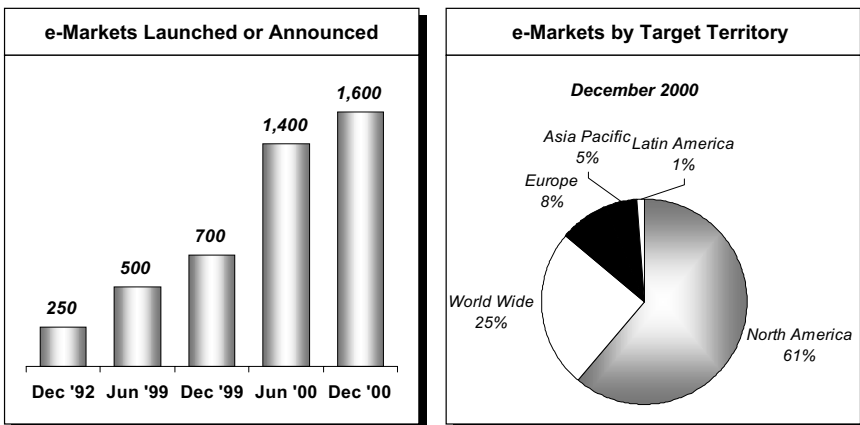 e-Markets Launched or Announced
250
500
700
1,400
1,600
Dec '92 Jun '99 Dec '99 Jun '00 Dec '00
e-Markets by Target Territory
December 2000
Asia Pacific
5%
Latin America
1%
Europe
8%
World Wide
25%
North America
61%